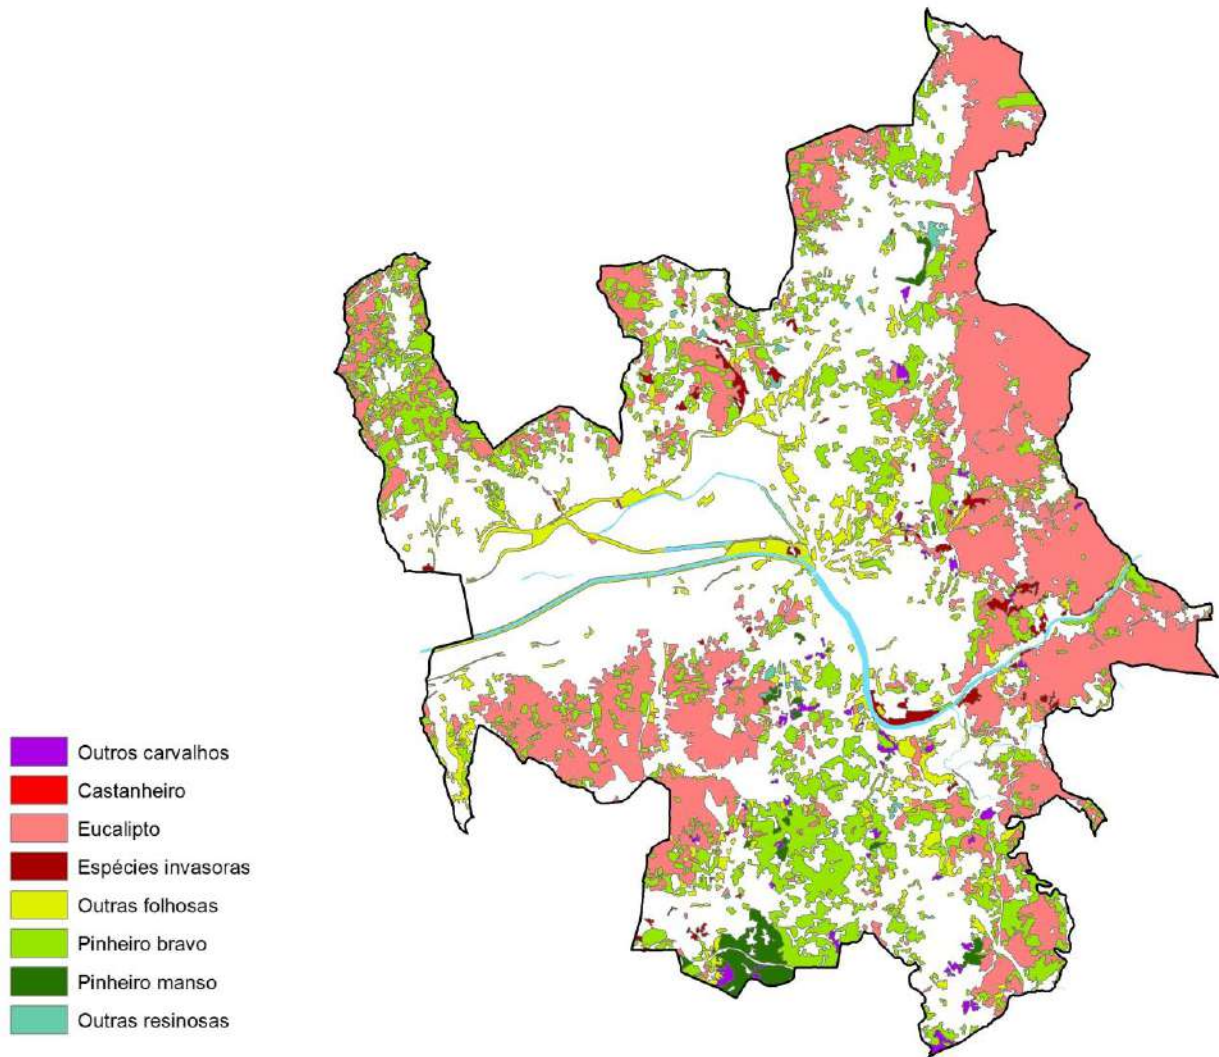 Outros carvalhos
Castanheiro
Eucalipto
Espécies invasoras
Outras folhosas
Pinheiro bravo
Pinheiro manso
Outras resinosas